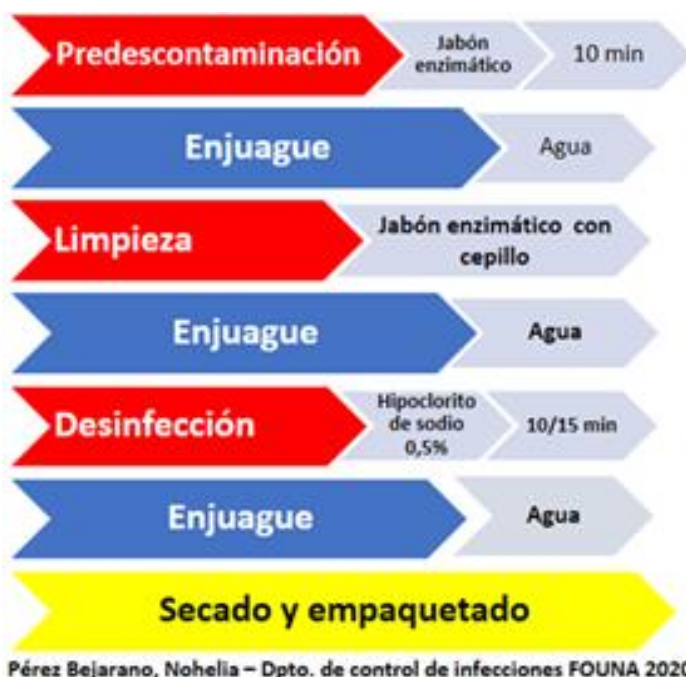 Predescontaminación
Jabón
enzimático
10 min
Enjuague
Agua
Limpieza
Jabón enzimático con
cepillo
Enjuague
Agua
Desinfección
Hipoclorito
de sodio
0,5%
10/15 min
Enjuague
Agua
Secado y empaquetado
Pérez Bejarano, Nohelia – Dpto. de control de infecciones FOUNA 2020